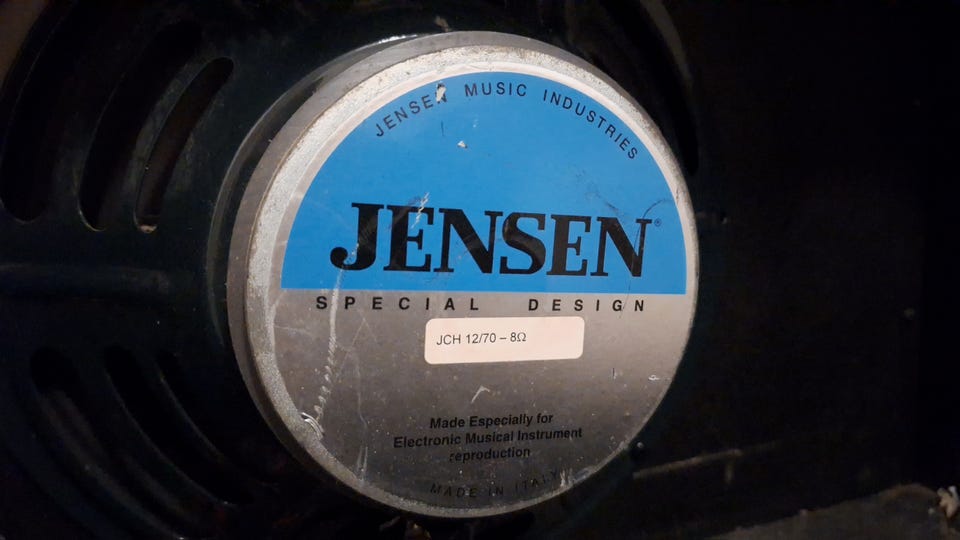 JENSEN MUSIC INDUSTRIES
JENSEN®
SPECIAL DESIGN
JCH 12/70 – 8Ω
Made Especially for
Electronic Musical Instrument
reproduction
MADE IN ITALY